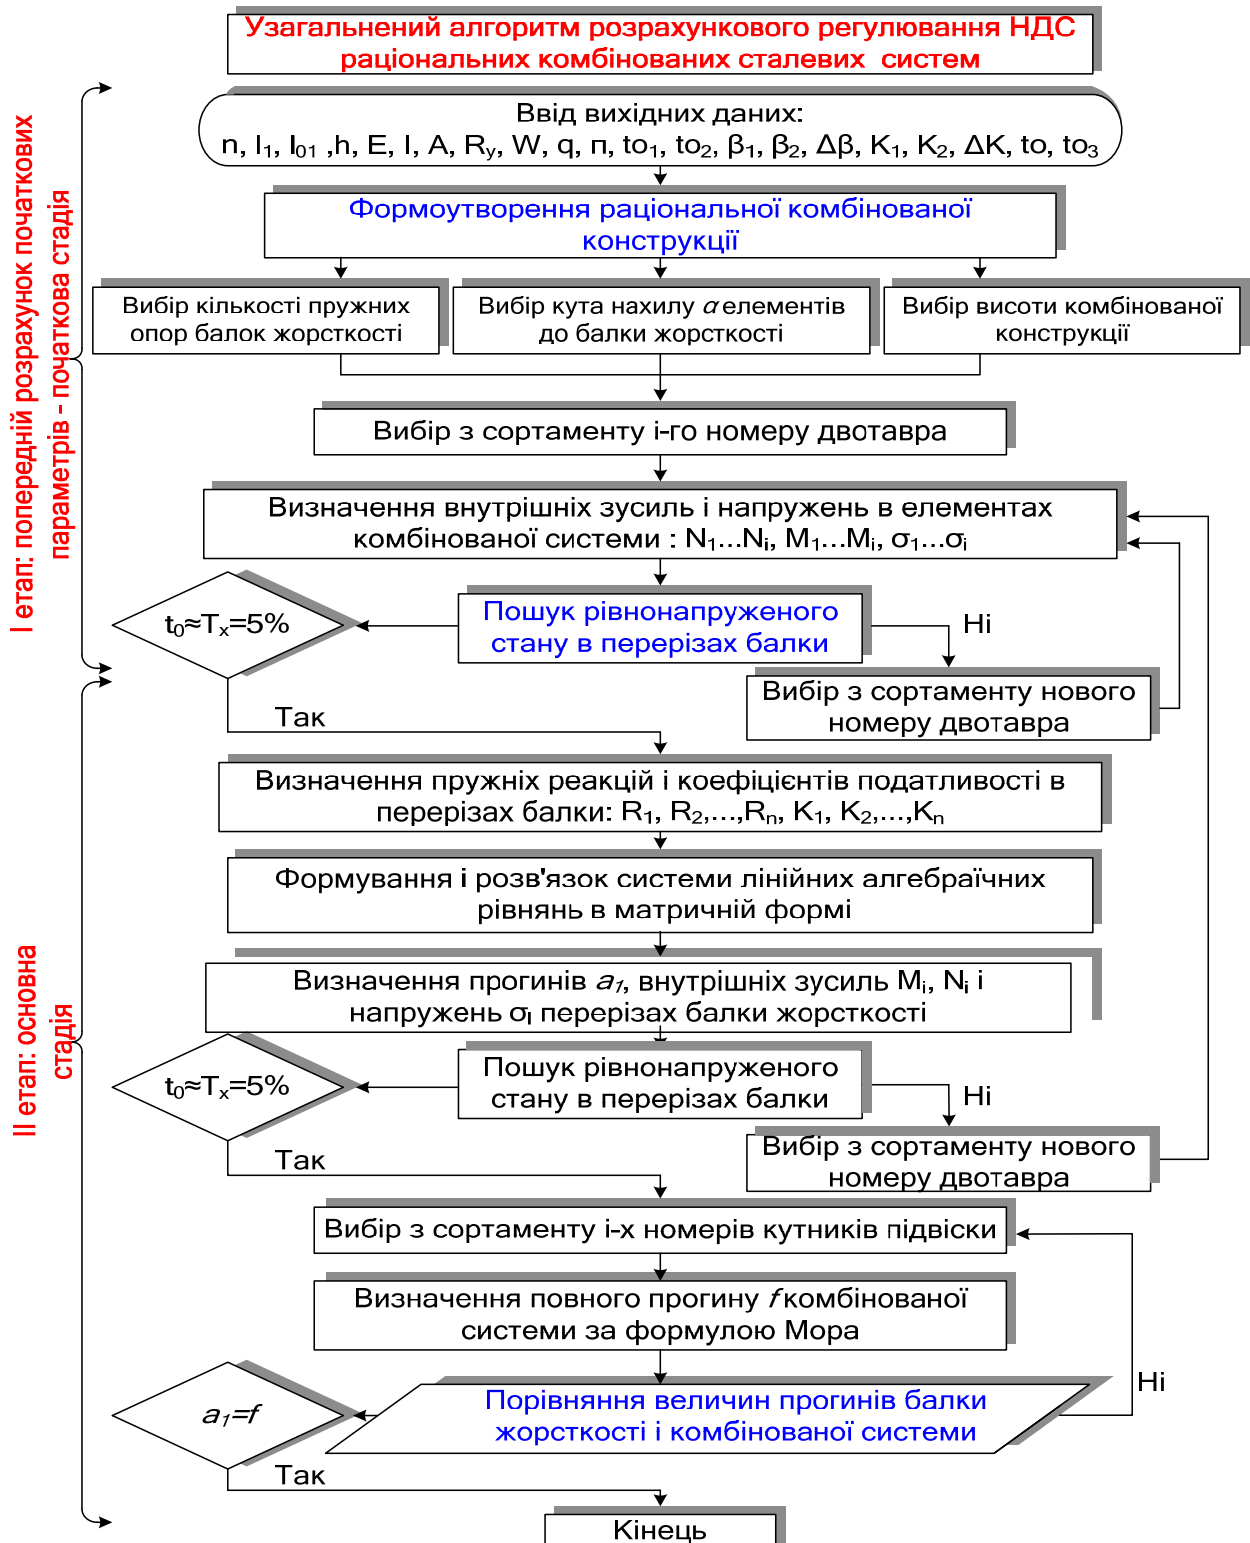 Узагальнений алгоритм розрахункового регулювання НДС
раціональних комбінованих сталевих систем
І етап: попередній розрахунок початкових
параметрів - початкова стадія
Ввід вихідних даних:
n, l₁, l₀₁ ,h, E, I, A, Rᵧ, W, q, п, to₁, to₂, β₁, β₂, Δβ, K₁, K₂, ΔK, to, to₃
Формоутворення раціональної комбінованої
конструкції
Вибір кількості пружних
опор балок жорсткості
Вибір кута нахилу α елементів
до балки жорсткості
Вибір висоти комбінованої
конструкції
Вибір з сортаменту і-го номеру двотавра
Визначення внутрішніх зусиль і напружень в елементах
комбінованої системи : N₁...Nᵢ, M₁...Mᵢ, σ₁...σᵢ
t₀≈Tₓ=5%
Пошук рівнонапруженого
стану в перерізах балки
Ні
Вибір з сортаменту нового
номеру двотавра
Так
ІІ етап: основна
стадія
Визначення пружніх реакцій і коефіцієнтів податливості в
перерізах балки: R₁, R₂,...,Rₙ, K₁, K₂,...,Kₙ
Формування і розв'язок системи лінійних алгебраїчних
рівнянь в матричній формі
Визначення прогинів a₁, внутрішніх зусиль Mᵢ, Nᵢ і
напружень σᵢ перерізах балки жорсткості
t₀≈Tₓ=5%
Пошук рівнонапруженого
стану в перерізах балки
Ні
Вибір з сортаменту нового
номеру двотавра
Так
Вибір з сортаменту і-х номерів кутників підвіски
Визначення повного прогину f комбінованої
системи за формулою Мора
a₁=f
Порівняння величин прогинів балки
жорсткості і комбінованої системи
Ні
Так
Кінець